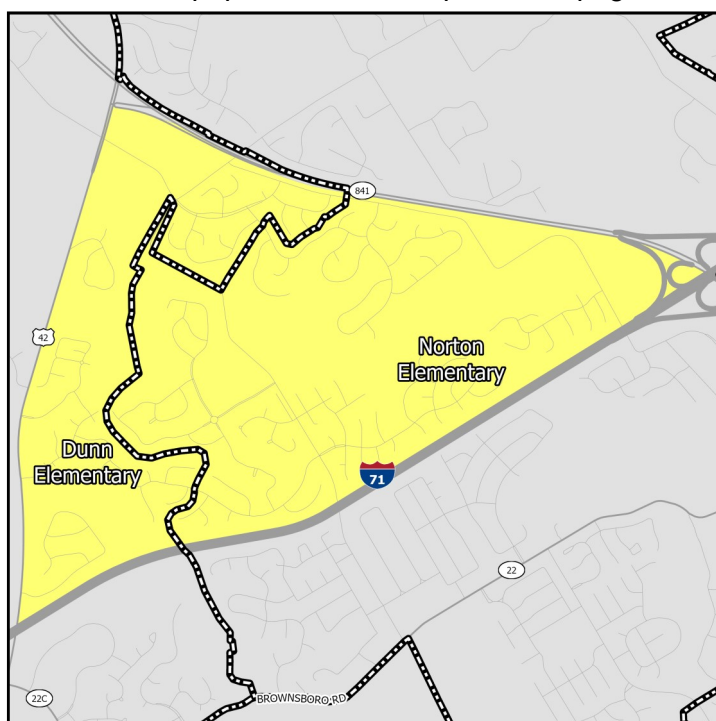 841
42
Norton
Elementary
Dunn
Elementary
71
22
BROWNSBORO RD
22C